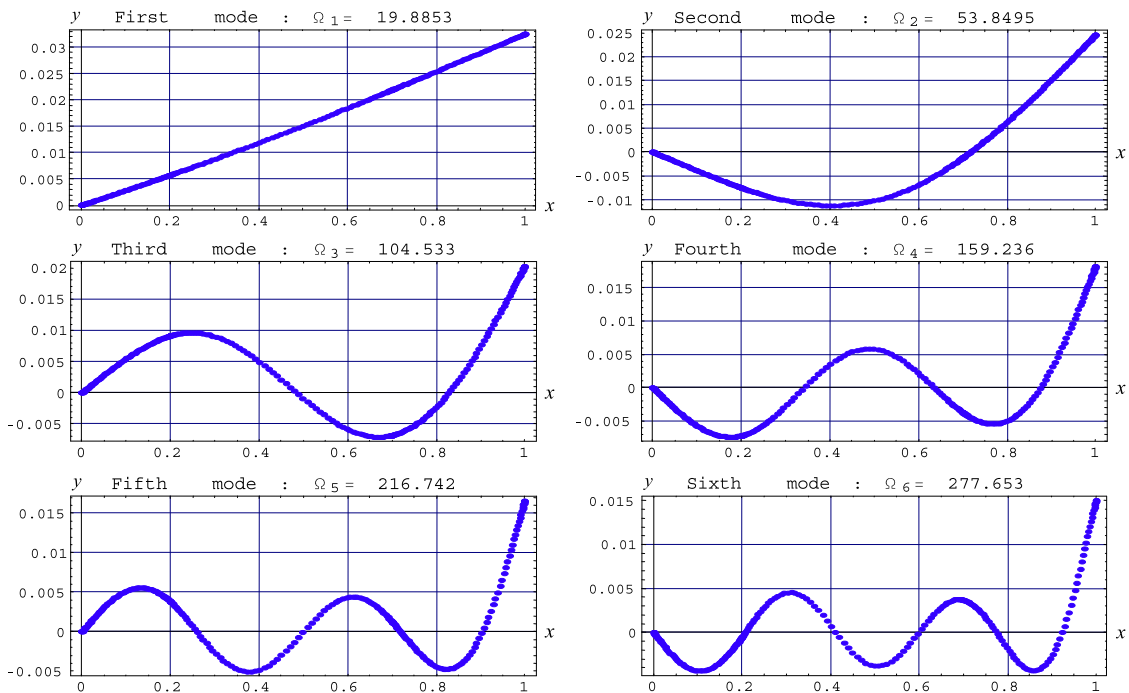 y First mode : Ω 1 = 19.8853
0.03
0.025
0.02
0.015
0.01
0.005
0
0 0.2 0.4 0.6 0.8 1 x
y Second mode : Ω 2 = 53.8495
0.025
0.02
0.015
0.01
0.005
0
-0.005
-0.01
x
0 0.2 0.4 0.6 0.8 1
y Third mode : Ω 3 = 104.533
0.02
0.015
0.01
0.005
0
-0.005
x
0 0.2 0.4 0.6 0.8 1
y Fourth mode : Ω 4 = 159.236
0.015
0.01
0.005
0
-0.005
x
0 0.2 0.4 0.6 0.8 1
y Fifth mode : Ω 5 = 216.742
0.015
0.01
0.005
0
-0.005
x
0 0.2 0.4 0.6 0.8 1
y Sixth mode : Ω 6 = 277.653
0.015
0.01
0.005
0
x
0 0.2 0.4 0.6 0.8 1